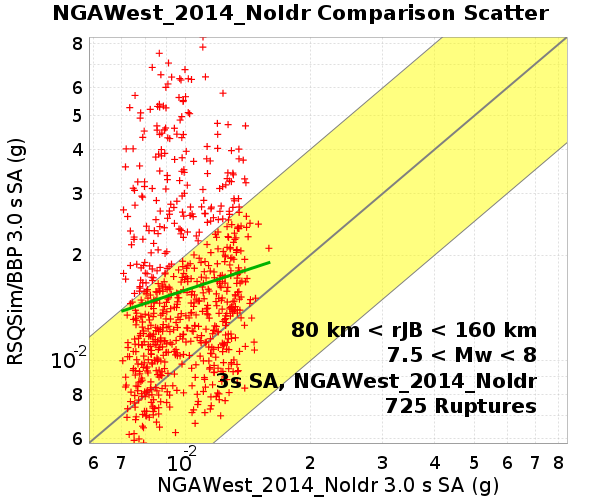 NGAWest_2014_NoIdr Comparison Scatter
RSQSim/BBP 3.0 s SA (g)
8
6
5
4
3
2
10-2
8
6
80 km < rJB < 160 km
7.5 < Mw < 8
3s SA, NGAWest_2014_NoIdr
725 Ruptures
6 7 10-2 2 3 4 5 6 7 8
NGAWest_2014_NoIdr 3.0 s SA (g)